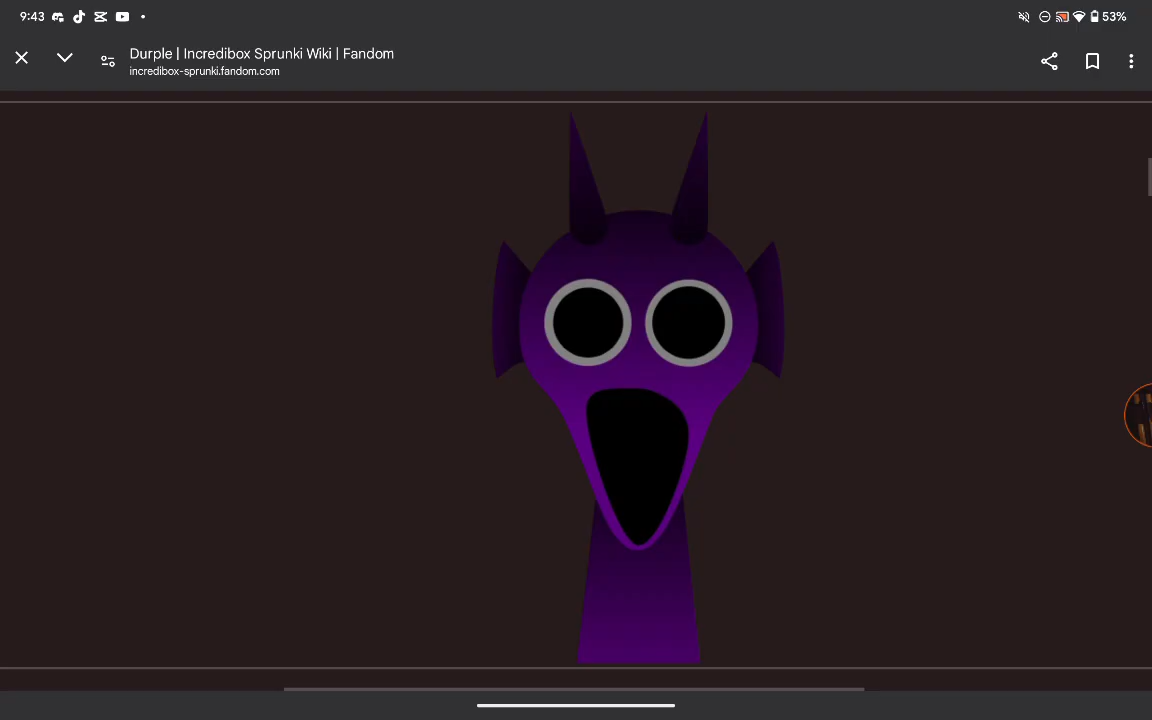 9:43
53%
Durple | Incredibox Sprunki Wiki | Fandom
incredibox-sprunki.fandom.com